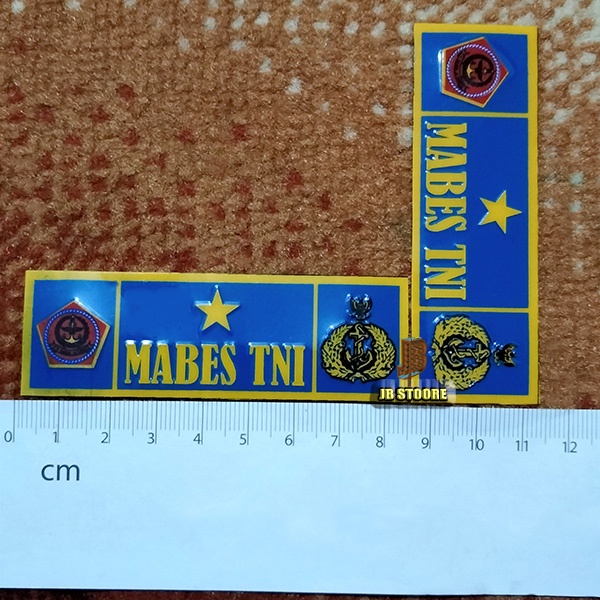 MABES TNI
MABES TNI
JB STOORE
0 1 2 3 4 5 6 7 8 9 10 11 12
cm